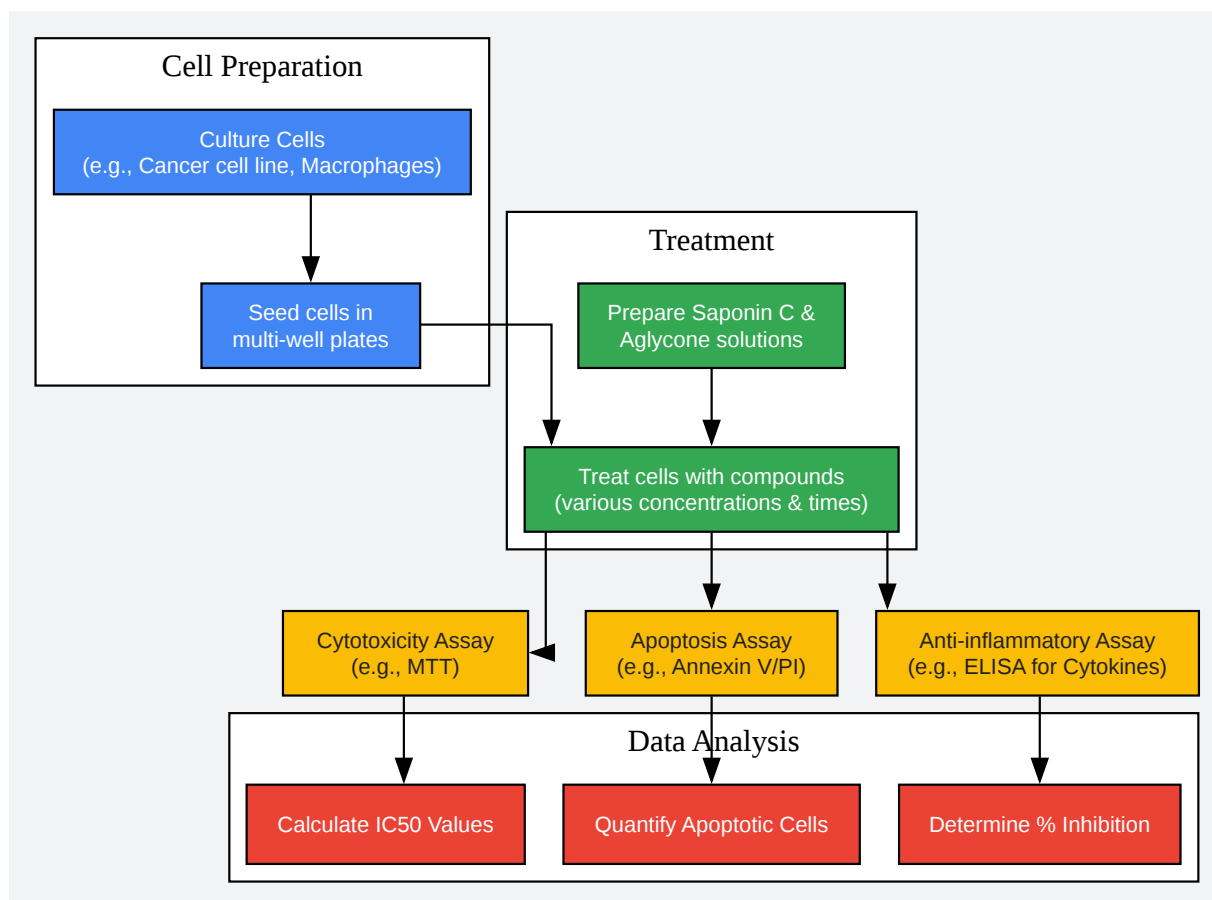 Cell Preparation
Culture Cells
(e.g., Cancer cell line, Macrophages)
Seed cells in
multi-well plates
Treatment
Prepare Saponin C &
Aglycone solutions
Treat cells with compounds
(various concentrations & times)
Cytotoxicity Assay
(e.g., MTT)
Apoptosis Assay
(e.g., Annexin V/PI)
Anti-inflammatory Assay
(e.g., ELISA for Cytokines)
Data Analysis
Calculate IC50 Values
Quantify Apoptotic Cells
Determine % Inhibition